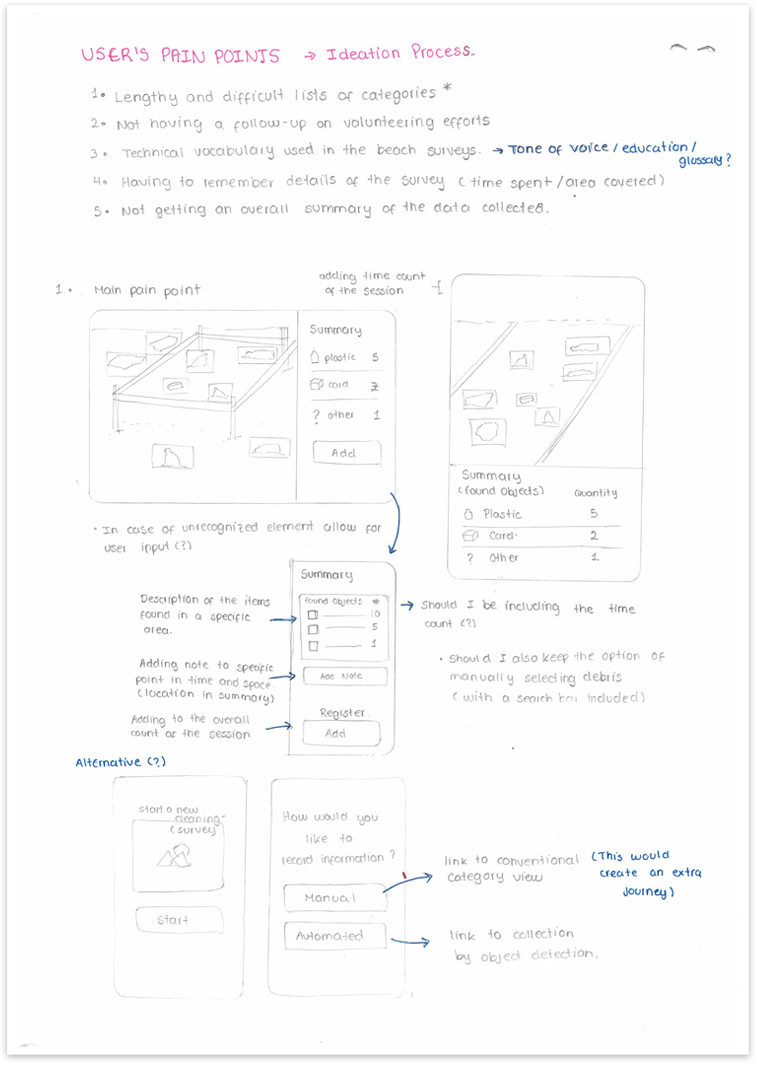 USER'S PAIN POINTS → Ideation Process.
1. Lengthy and difficult lists of categories *
2. Not having a follow-up on volunteering efforts
3. Technical vocabulary used in the beach surveys. → Tone of voice / education /
glossary?
4. Having to remember details of the survey (time spent / area covered)
5. Not getting an overall summary of the data collected.
1. Main pain point
adding time count
of the session
Summary
plastic 5
card 2
? other 1
Add
Summary
(found objects) Quantity
Plastic 5
Card 2
? Other 1
• In case of unrecognized element allow for
user input (?)
Summary
found objects #
10
5
1
Add Note
Register
Add
Description of the items
found in a specific
area.
Adding note to specific
point in time and space.
(location in summary)
Adding to the overall
count of the session
→ Should I be including the time
count (?)
• Should I also keep the option of
manually selecting debris
(with a search bar included)
Alternative (?)
start a new
cleaning
(survey)
Start
How would you
like to
record information?
Manual
Automated
link to conventional
category view
(This would
create an extra
journey)
link to collection
by object detection.